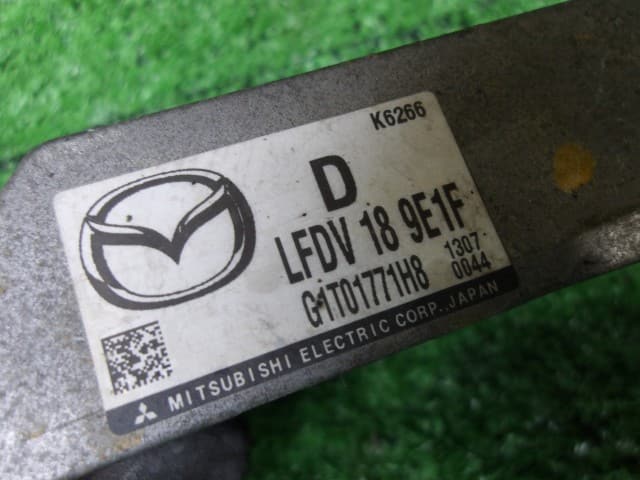 K6266
D
LFDV 18 9E1F
G1T01771H8 1307
0044
MITSUBISHI ELECTRIC CORP., JAPAN